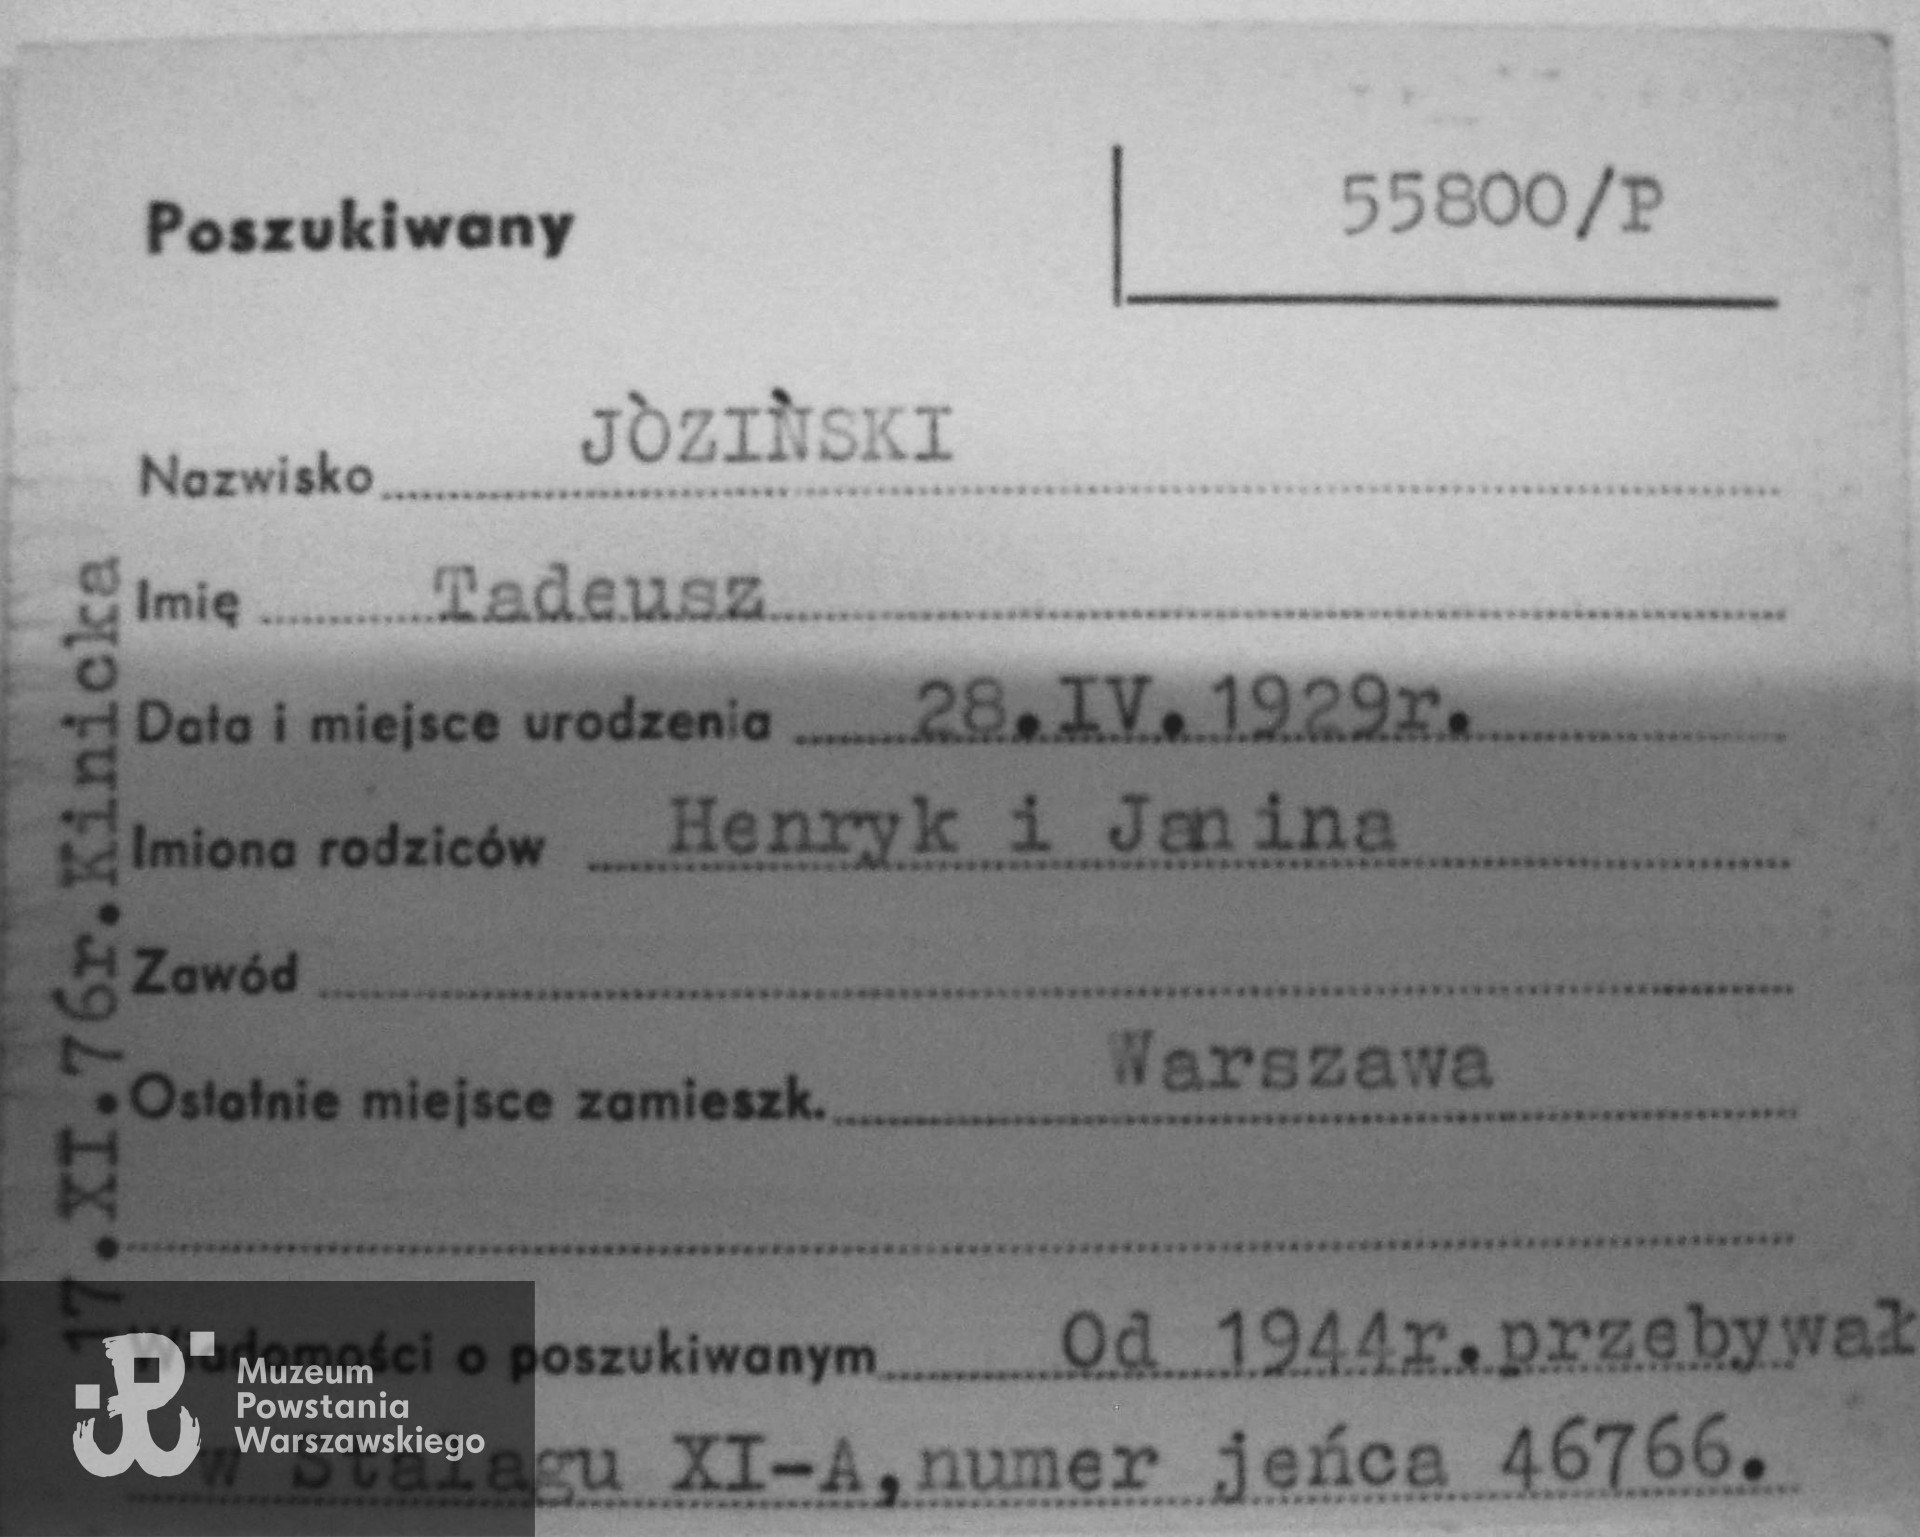 Poszukiwany
55800/P
Nazwisko JÒZIǸSKI
Imię Tadeusz
Data i miejsce urodzenia 28.IV.1929r.
Imiona rodziców Henryk i Janina
Zawód
Ostatnie miejsce zamieszk. Warszawa
Wiadomości o poszukiwanym Od 1944r.przebywał
w Stalagu XI-A,numer jeńca 46766.
17.XI.76r.Kinicka
Muzeum
Powstania
Warszawskiego